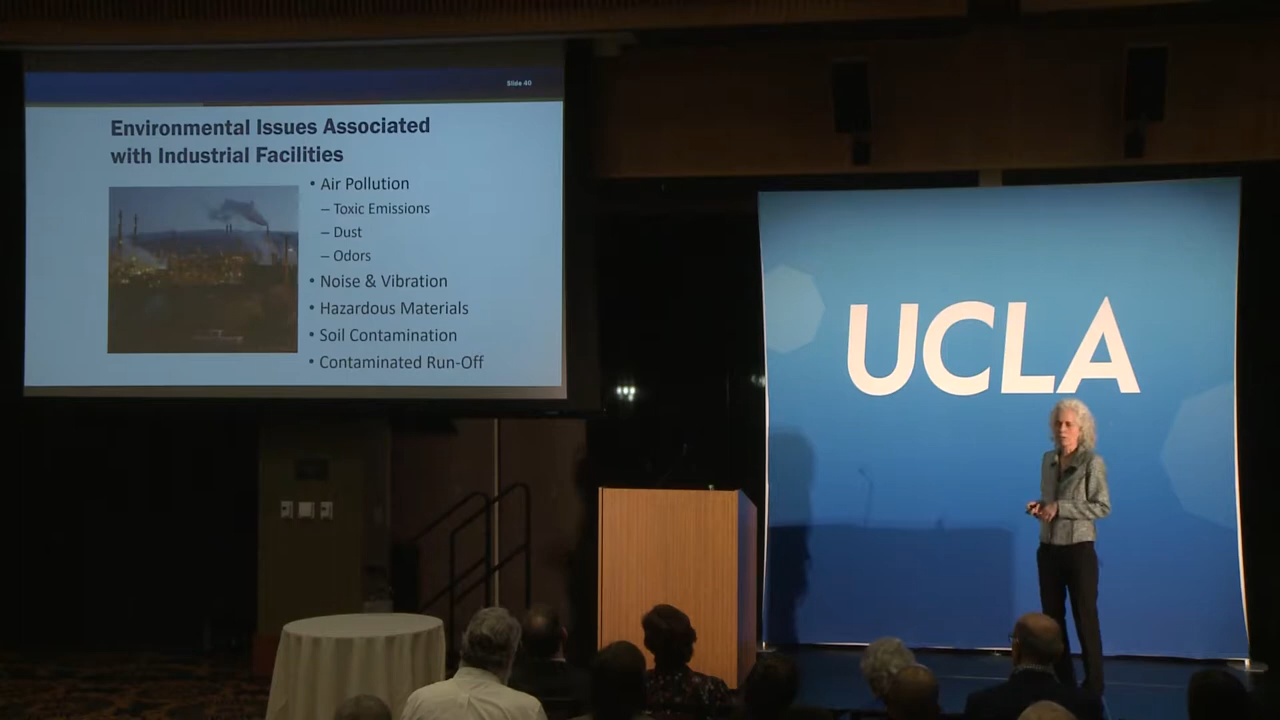 Slide 40
Environmental Issues Associated
with Industrial Facilities
• Air Pollution
– Toxic Emissions
– Dust
– Odors
• Noise & Vibration
• Hazardous Materials
• Soil Contamination
• Contaminated Run-Off
UCLA